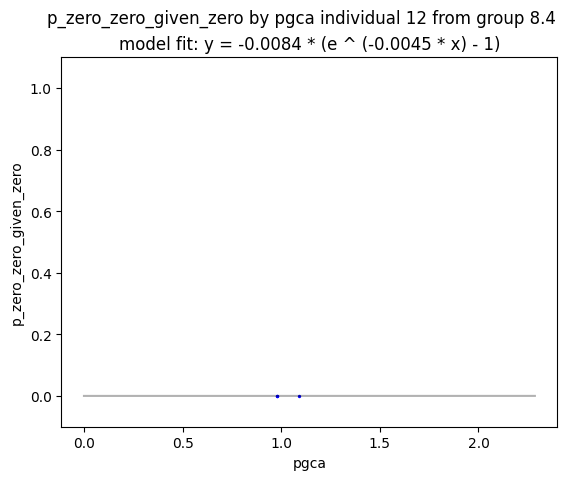 p_zero_zero_given_zero by pgca individual 12 from group 8.4
model fit: y = -0.0084 * (e ^ (-0.0045 * x) - 1)
1.0
0.8
0.6
0.4
0.2
0.0
p_zero_zero_given_zero
0.0 0.5 1.0 1.5 2.0
pgca